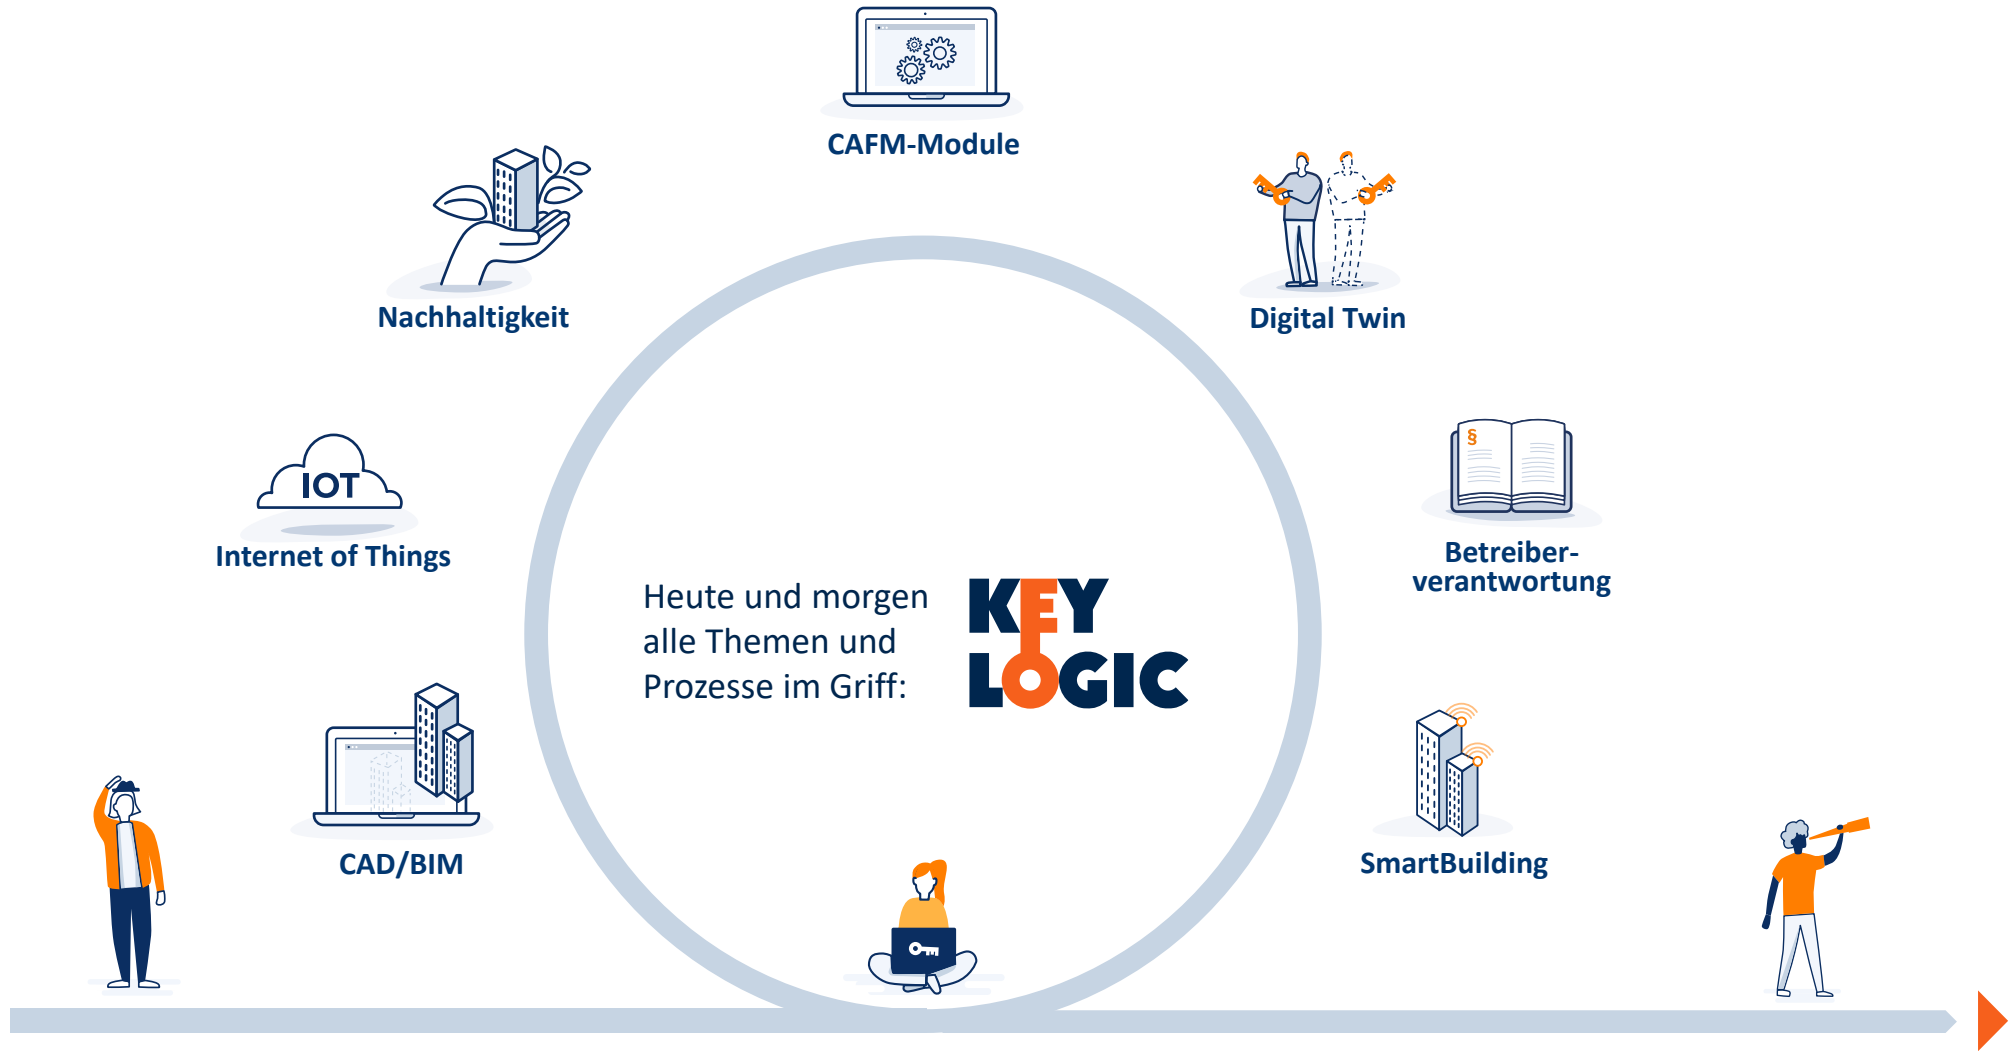 CAFM-Module
Nachhaltigkeit
Digital Twin
§
IOT
Internet of Things
Betreiber-
verantwortung
Heute und morgen
alle Themen und
Prozesse im Griff:
KEY
LOGIC
CAD/BIM
SmartBuilding